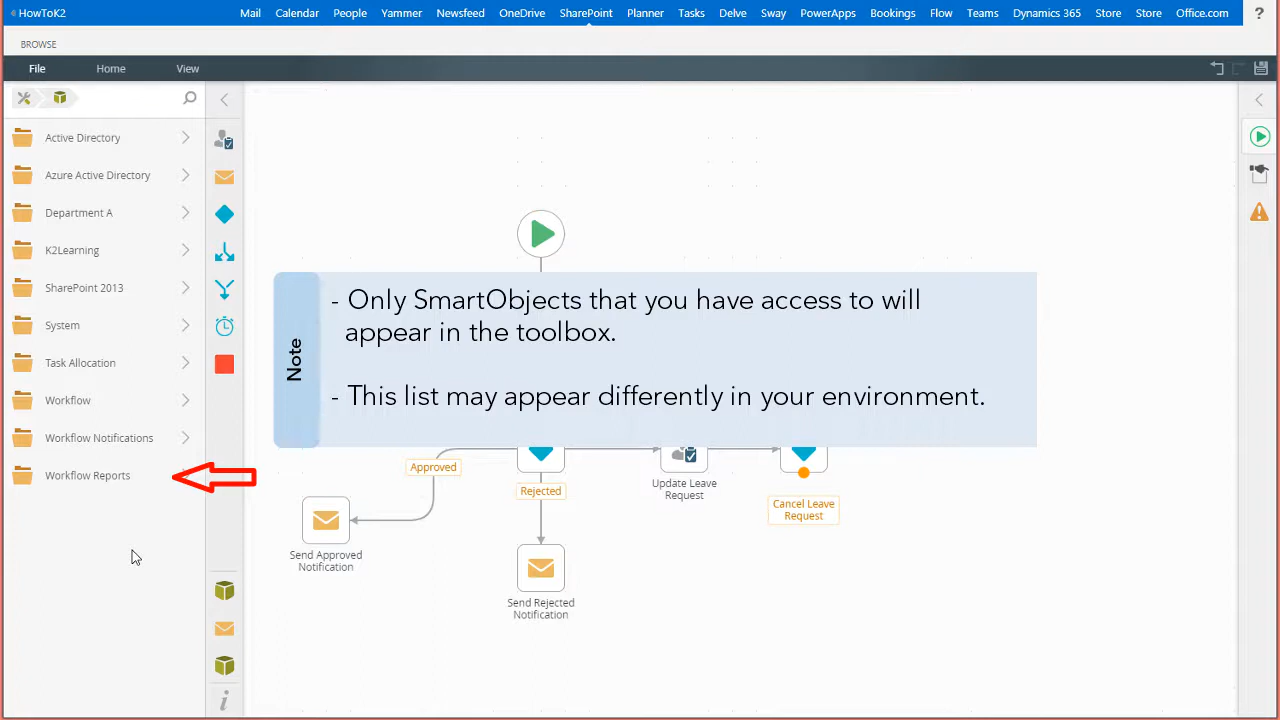 HowToK2
Mail Calendar People Yammer Newsfeed OneDrive SharePoint Planner Tasks Delve Sway PowerApps Bookings Flow Teams Dynamics 365 Store Store Office.com ?
BROWSE
File Home View
Active Directory
Azure Active Directory
Department A
K2Learning
SharePoint 2013
System
Task Allocation
Workflow
Workflow Notifications
Workflow Reports
Note
- Only SmartObjects that you have access to will
appear in the toolbox.
- This list may appear differently in your environment.
Approved
Rejected
Update Leave
Request
Cancel Leave
Request
Send Approved
Notification
Send Rejected
Notification
i